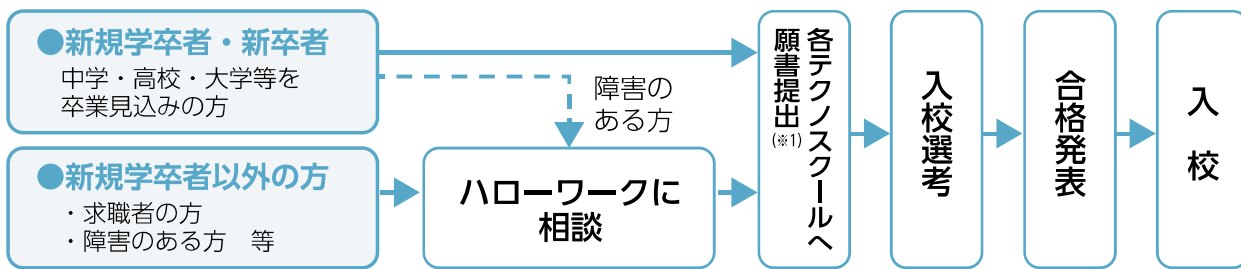 ●新規学卒者・新卒者
中学・高校・大学等を
卒業見込みの方
障害の
ある方
●新規学卒者以外の方
・求職者の方
・障害のある方　等
ハローワークに
相談
各テクノスクールへ
願書提出
(※1)
入校選考
合格発表
入校